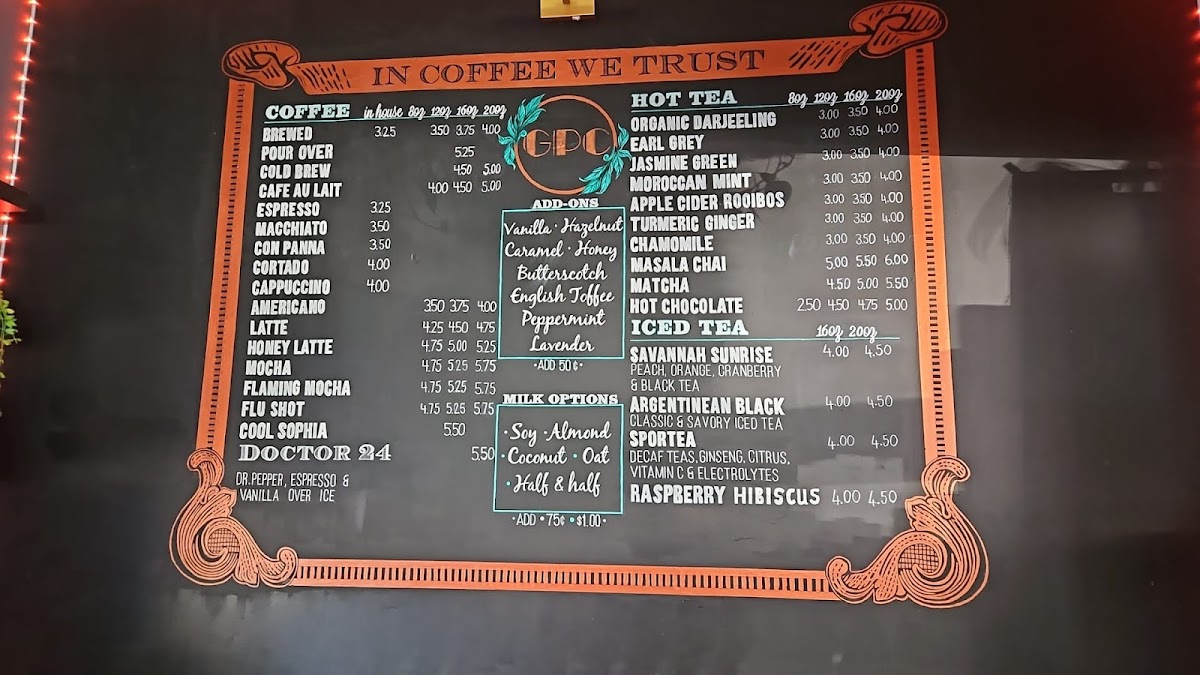 IN COFFEE WE TRUST
COFFEE in house 8oz 12oz 16oz 20oz
BREWED 3.25 3.50 3.75 4.00
POUR OVER 5.25
COLD BREW 4.50 5.00
CAFE AU LAIT 4.00 4.50 5.00
ESPRESSO 3.25
MACCHIATO 3.50
CON PANNA 3.50
CORTADO 4.00
CAPPUCCINO 4.00
AMERICANO 3.50 3.75 4.00
LATTE 4.25 4.50 4.75
HONEY LATTE 4.75 5.00 5.25
MOCHA 4.75 5.25 5.75
FLAMING MOCHA 4.75 5.25 5.75
FLU SHOT 4.75 5.25 5.75
COOL SOPHIA 5.50
DOCTOR 24 5.50
DR.PEPPER, ESPRESSO &
VANILLA OVER ICE
GPC
ADD-ONS
Vanilla · Hazelnut
Caramel · Honey
Butterscotch
English Toffee
Peppermint
Lavender
·ADD 50¢·
MILK OPTIONS
·Soy ·Almond
·Coconut ·Oat
·Half & half
·ADD •75¢ •$1.00·
HOT TEA 8oz 12oz 16oz 20oz
ORGANIC DARJEELING 3.00 3.50 4.00
EARL GREY 3.00 3.50 4.00
JASMINE GREEN 3.00 3.50 4.00
MOROCCAN MINT 3.00 3.50 4.00
APPLE CIDER ROOIBOS 3.00 3.50 4.00
TURMERIC GINGER 3.00 3.50 4.00
CHAMOMILE 3.00 3.50 4.00
MASALA CHAI 5.00 5.50 6.00
MATCHA 4.50 5.00 5.50
HOT CHOCOLATE 2.50 4.50 4.75 5.00
ICED TEA 16oz 20oz
SAVANNAH SUNRISE 4.00 4.50
PEACH, ORANGE, CRANBERRY
& BLACK TEA
ARGENTINEAN BLACK 4.00 4.50
CLASSIC & SAVORY ICED TEA
SPORTEA 4.00 4.50
DECAF TEAS, GINSENG, CITRUS,
VITAMIN C & ELECTROLYTES
RASPBERRY HIBISCUS 4.00 4.50